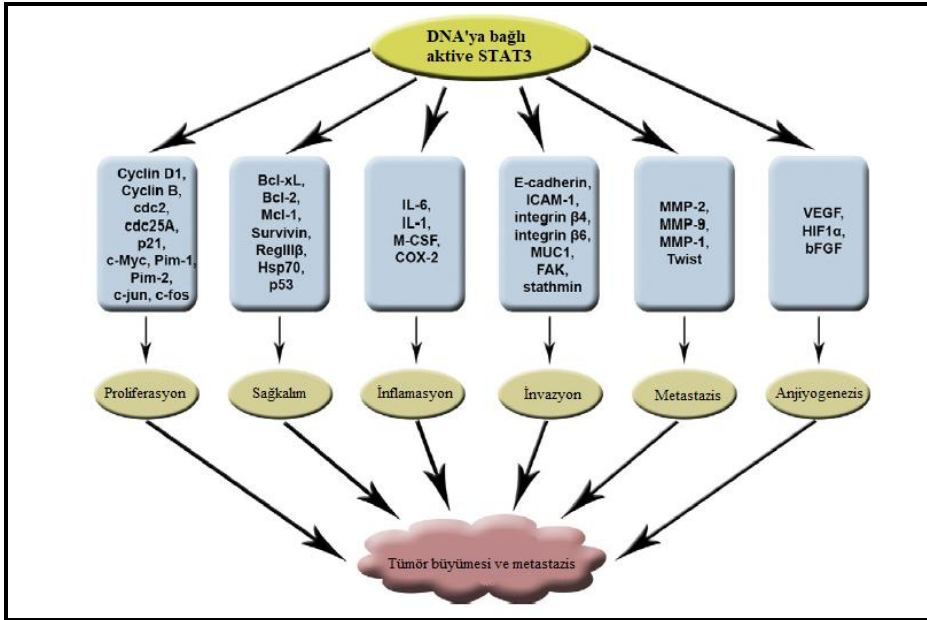 DNA'ya bağlı
aktive STAT3
Cyclin D1,
Cyclin B,
cdc2,
cdc25A,
p21,
c-Myc, Pim-1,
Pim-2,
c-jun, c-fos
Bcl-xL,
Bcl-2,
Mcl-1,
Survivin,
RegIIIβ,
Hsp70,
p53
IL-6,
IL-1,
M-CSF,
COX-2
E-cadherin,
ICAM-1,
integrin β4,
integrin β6,
MUC1,
FAK,
stathmin
MMP-2,
MMP-9,
MMP-1,
Twist
VEGF,
HIF1α,
bFGF
Proliferasyon
Sağkalım
İnflamasyon
İnvazyon
Metastazis
Anjiyogenezis
Tümör büyümesi ve metastazis